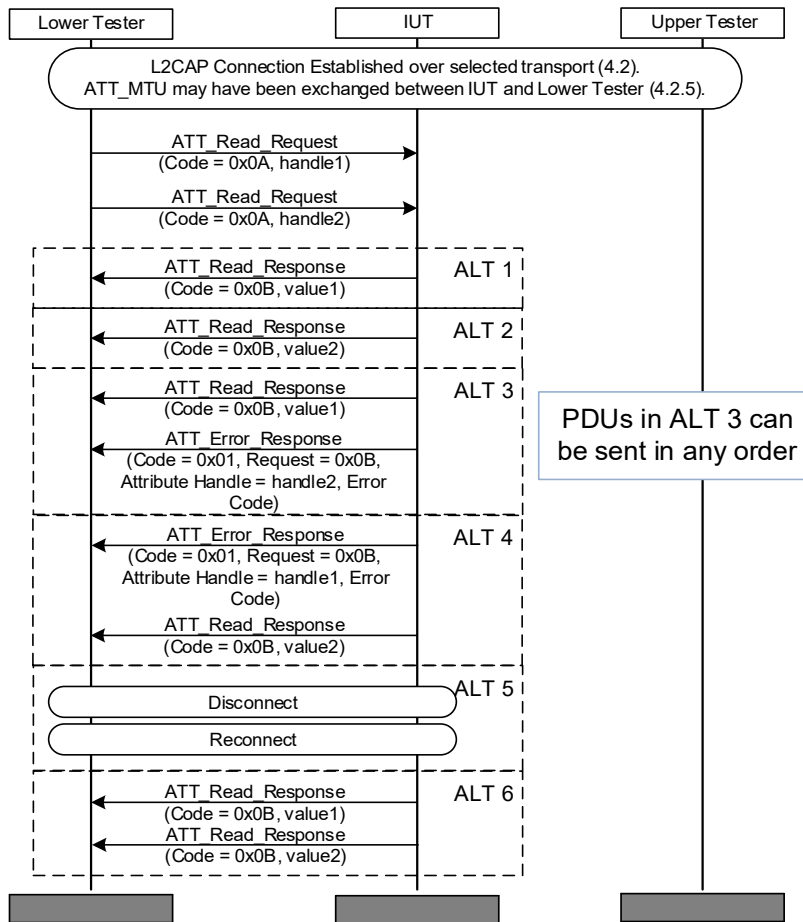 Lower Tester
IUT
Upper Tester
L2CAP Connection Established over selected transport (4.2).
ATT_MTU may have been exchanged between IUT and Lower Tester (4.2.5).
ATT_Read_Request
(Code = 0x0A, handle1)
ATT_Read_Request
(Code = 0x0A, handle2)
ALT 1
ATT_Read_Response
(Code = 0x0B, value1)
ALT 2
ATT_Read_Response
(Code = 0x0B, value2)
ALT 3
ATT_Read_Response
(Code = 0x0B, value1)
ATT_Error_Response
(Code = 0x01, Request = 0x0B,
Attribute Handle = handle2, Error
Code)
PDUs in ALT 3 can
be sent in any order
ALT 4
ATT_Error_Response
(Code = 0x01, Request = 0x0B,
Attribute Handle = handle1, Error
Code)
ATT_Read_Response
(Code = 0x0B, value2)
ALT 5
Disconnect
Reconnect
ALT 6
ATT_Read_Response
(Code = 0x0B, value1)
ATT_Read_Response
(Code = 0x0B, value2)